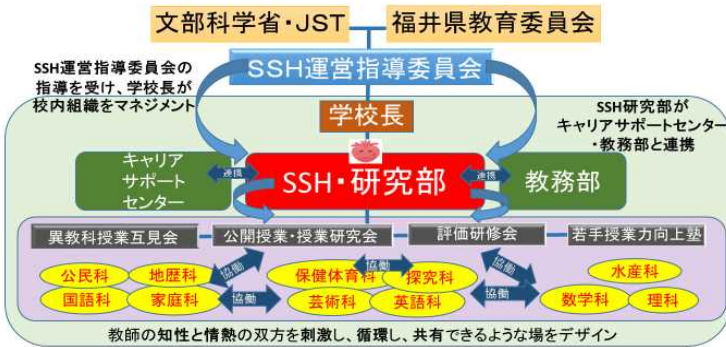 文部科学省・JST
福井県教育委員会
SSH運営指導委員会
SSH運営指導委員会の
指導を受け、学校長が
校内組織をマネジメント
学校長
SSH研究部が
キャリアサポートセンター
・教務部と連携
キャリア
サポート
センター
連携
SSH・研究部
連携
教務部
異教科授業互見会
公開授業・授業研究会
評価研修会
若手授業力向上塾
公民科
地歴科
国語科
家庭科
協働
協働
保健体育科
協働
探究科
芸術科
英語科
協働
協働
水産科
数学科
理科
教師の知性と情熱の双方を刺激し、循環し、共有できるような場をデザイン